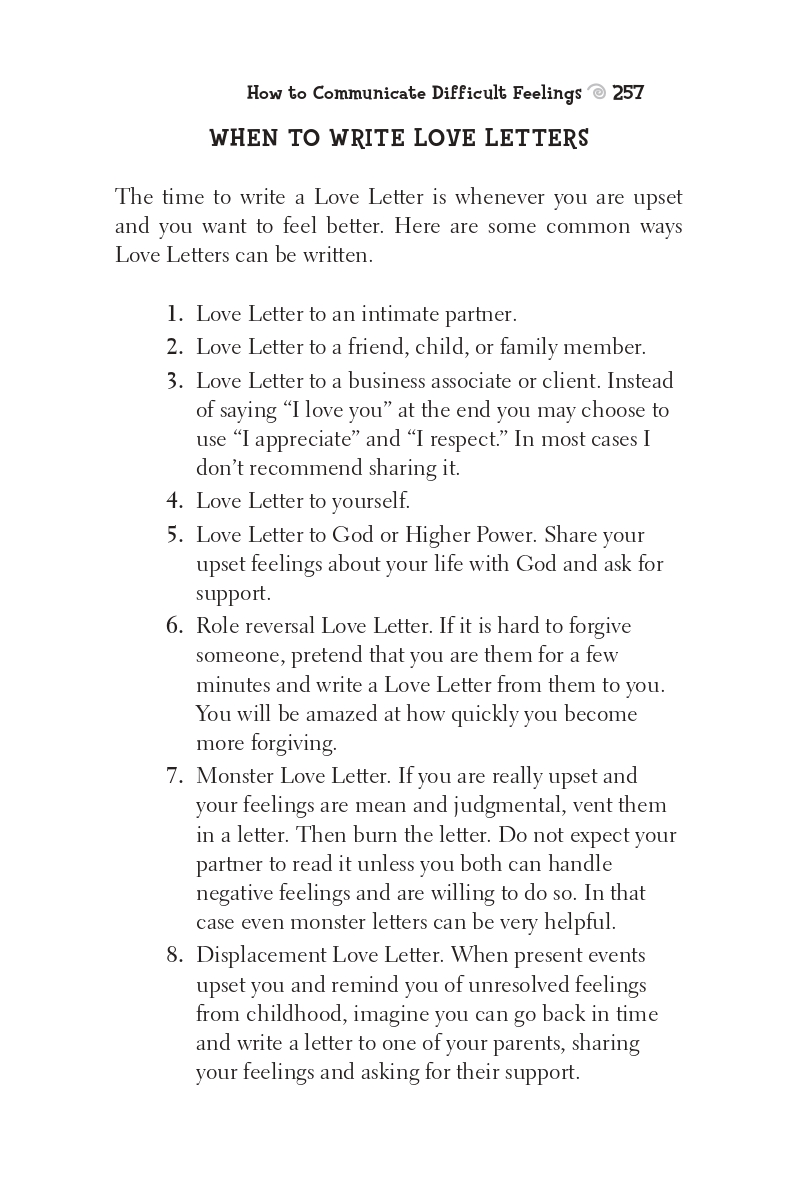 How to Communicate Difficult Feelings 257
WHEN TO WRITE LOVE LETTERS
The time to write a Love Letter is whenever you are upset
and you want to feel better. Here are some common ways
Love Letters can be written.
1. Love Letter to an intimate partner.
2. Love Letter to a friend, child, or family member.
3. Love Letter to a business associate or client. Instead
of saying “I love you” at the end you may choose to
use “I appreciate” and “I respect.” In most cases I
don’t recommend sharing it.
4. Love Letter to yourself.
5. Love Letter to God or Higher Power. Share your
upset feelings about your life with God and ask for
support.
6. Role reversal Love Letter. If it is hard to forgive
someone, pretend that you are them for a few
minutes and write a Love Letter from them to you.
You will be amazed at how quickly you become
more forgiving.
7. Monster Love Letter. If you are really upset and
your feelings are mean and judgmental, vent them
in a letter. Then burn the letter. Do not expect your
partner to read it unless you both can handle
negative feelings and are willing to do so. In that
case even monster letters can be very helpful.
8. Displacement Love Letter. When present events
upset you and remind you of unresolved feelings
from childhood, imagine you can go back in time
and write a letter to one of your parents, sharing
your feelings and asking for their support.